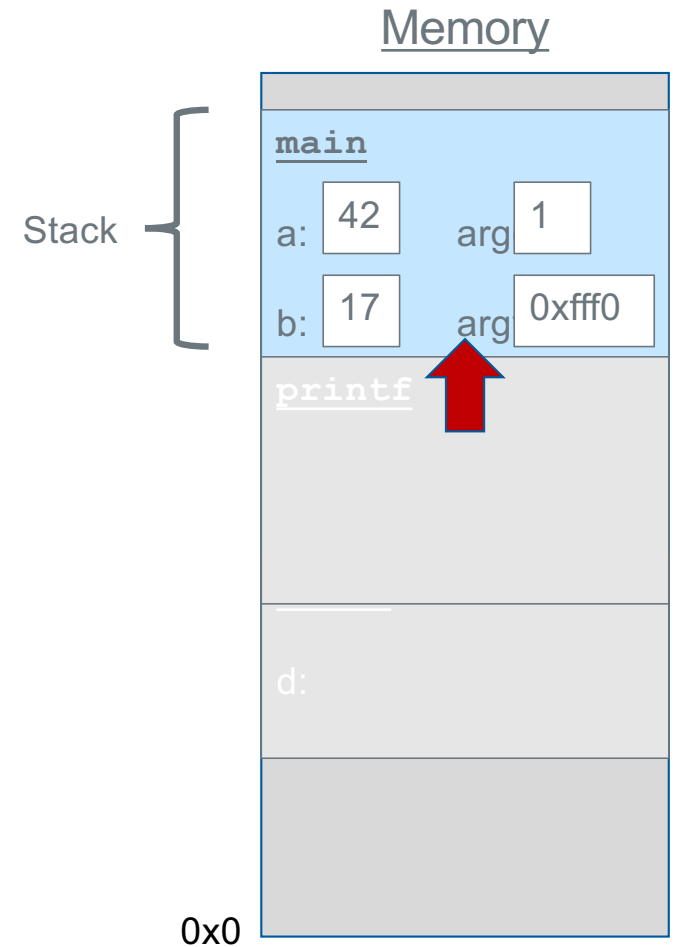 Memory
main
a: 42 arg 1
Stack
b: 17 arg 0xfff0
printf
d:
0x0